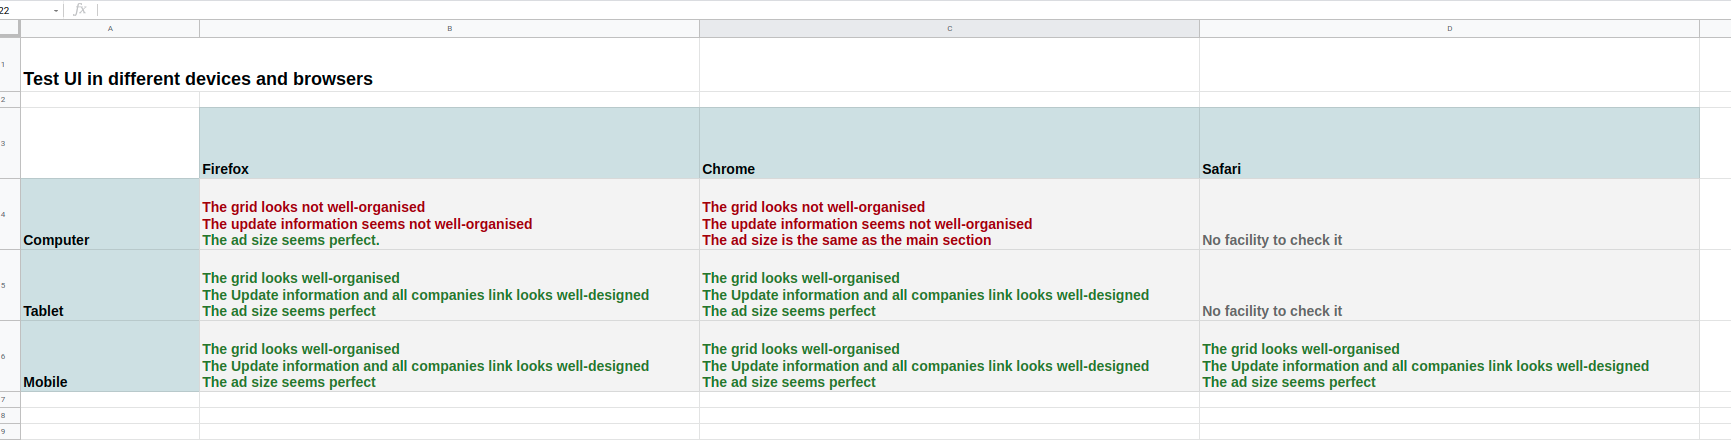 22
fx
A B C D
1
Test UI in different devices and browsers
2
3
Firefox Chrome Safari
4
Computer
The grid looks not well-organised
The update information seems not well-organised
The ad size seems perfect.
The grid looks not well-organised
The update information seems not well-organised
The ad size is the same as the main section
No facility to check it
5
Tablet
The grid looks well-organised
The Update information and all companies link looks well-designed
The ad size seems perfect
The grid looks well-organised
The Update information and all companies link looks well-designed
The ad size seems perfect
No facility to check it
6
Mobile
The grid looks well-organised
The Update information and all companies link looks well-designed
The ad size seems perfect
The grid looks well-organised
The Update information and all companies link looks well-designed
The ad size seems perfect
The grid looks well-organised
The Update information and all companies link looks well-designed
The ad size seems perfect
7
8
9